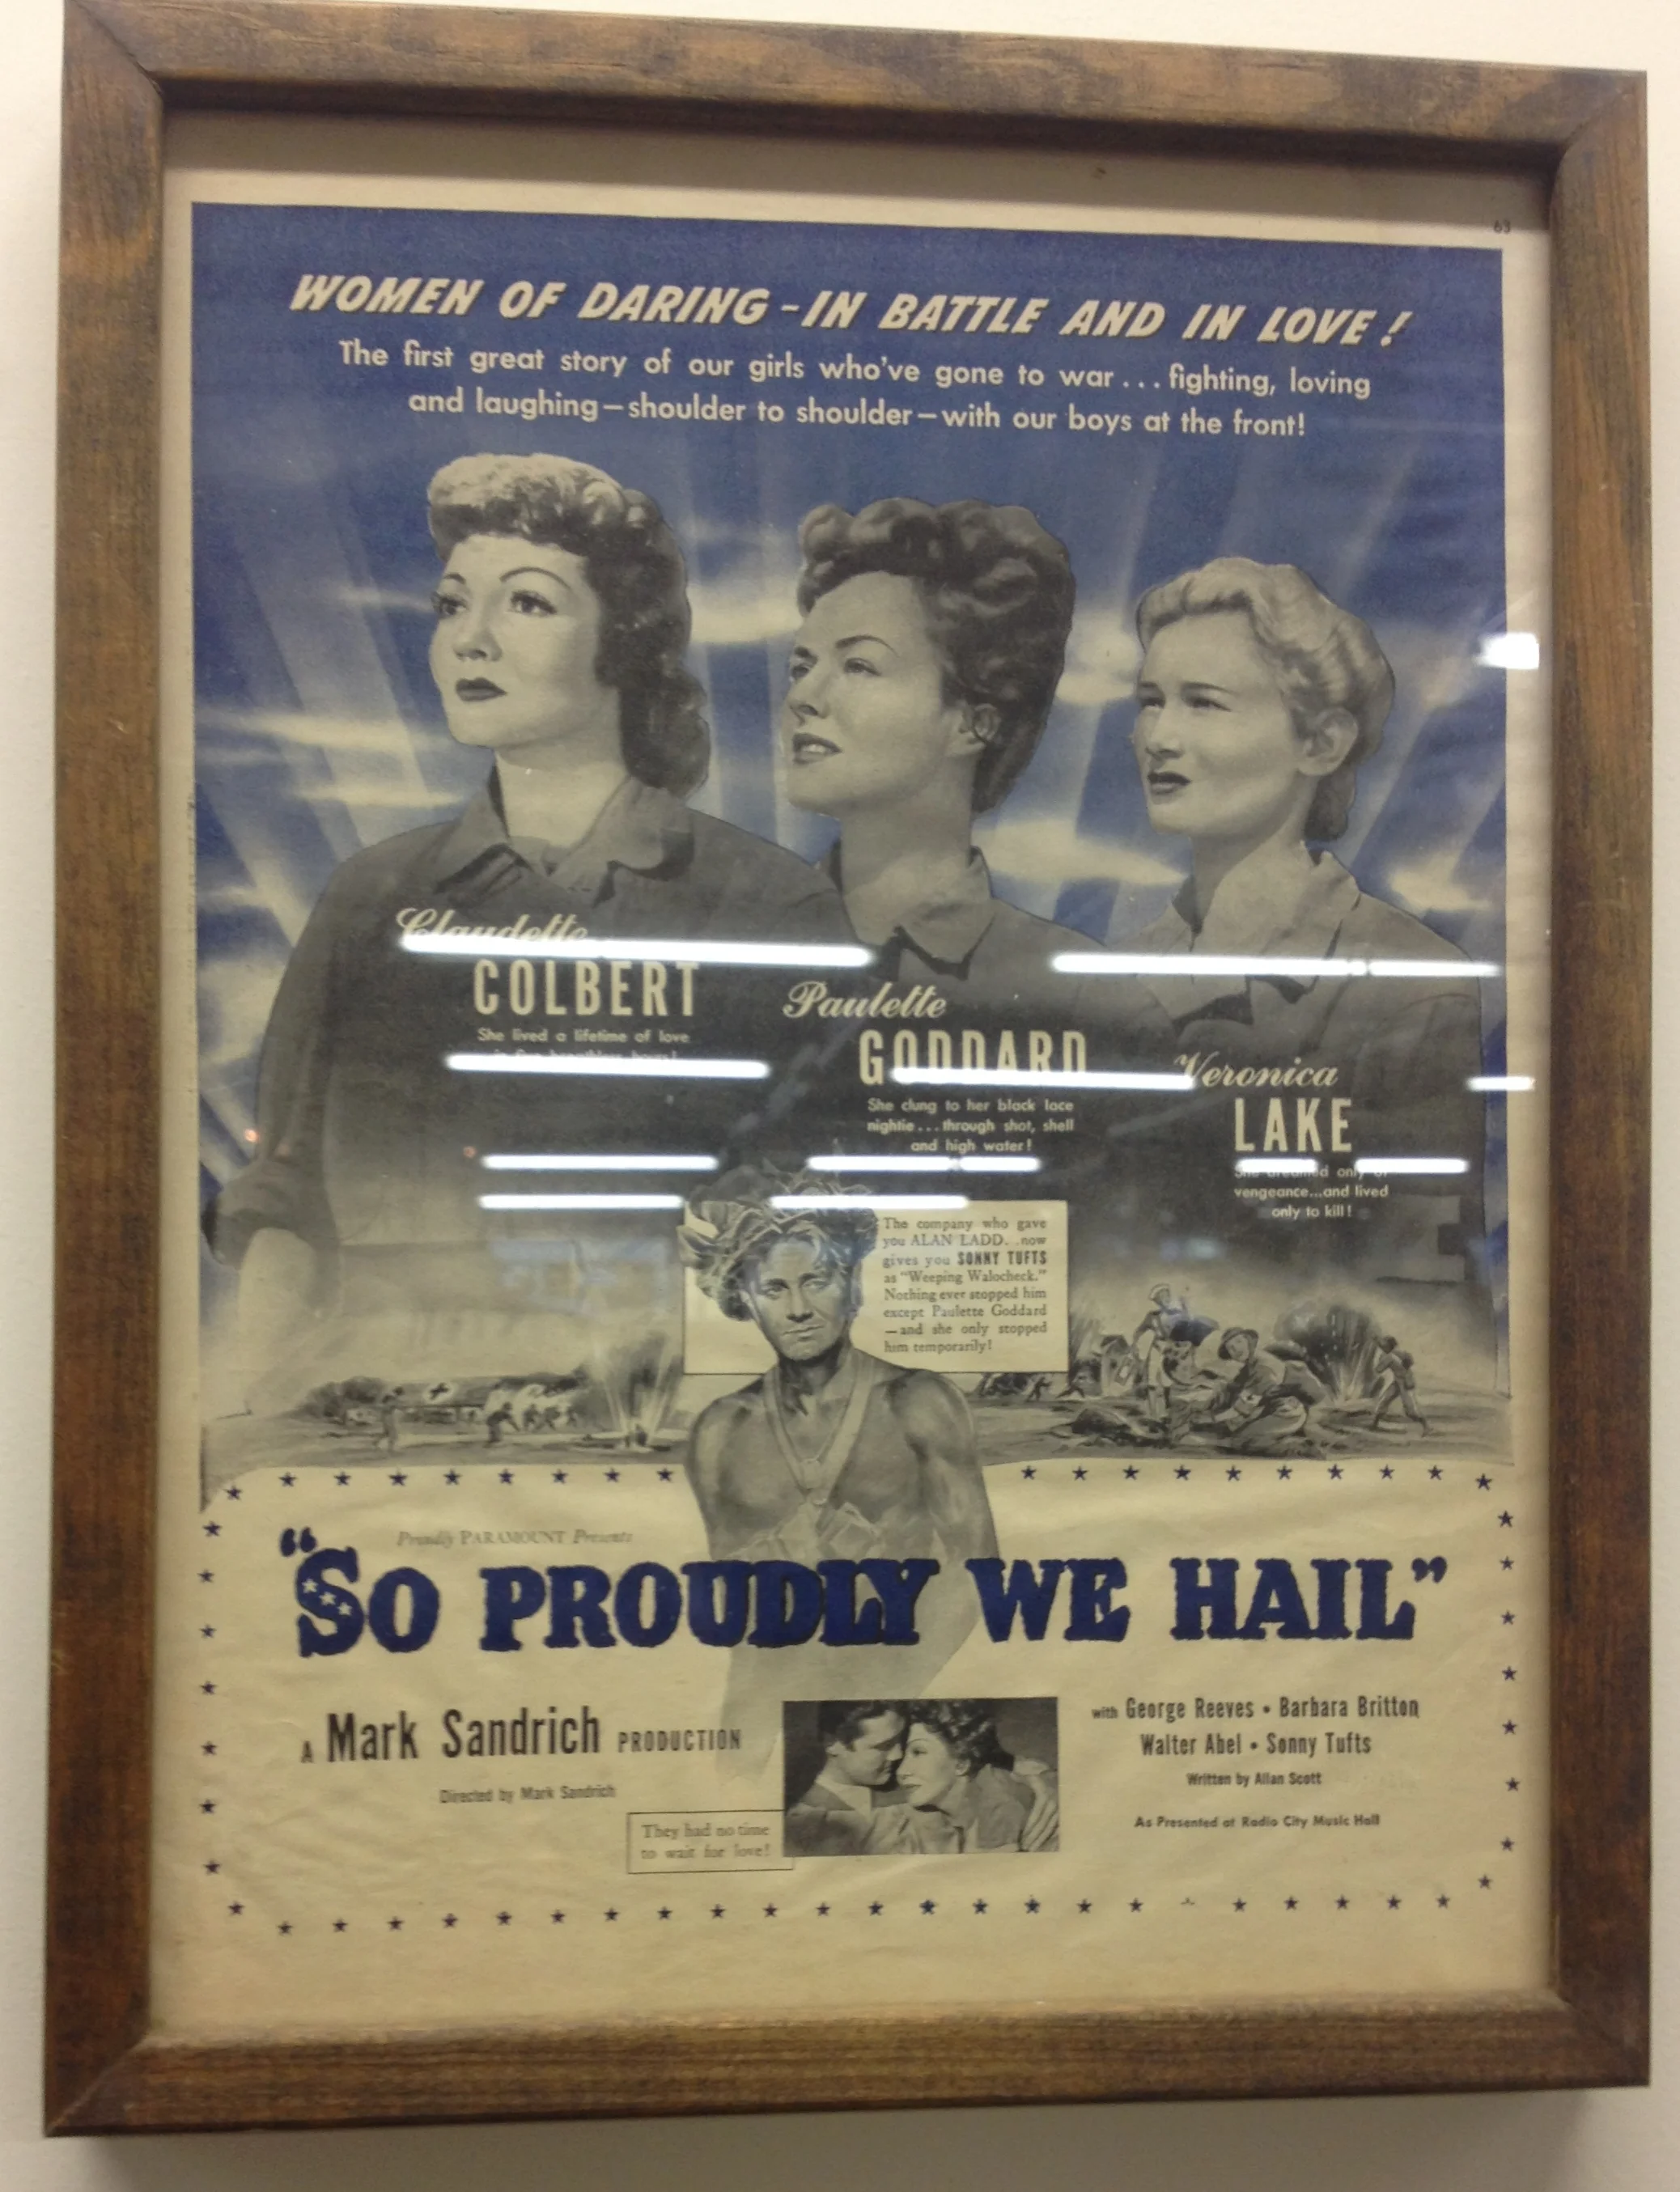 63
WOMEN OF DARING - IN BATTLE AND IN LOVE!
The first great story of our girls who've gone to war... fighting, loving
and laughing—shoulder to shoulder—with our boys at the front!
Claudette
COLBERT
She lived a lifetime of love
Paulette
GODDARD
She clung to her black lace
nightie... through shot, shell
and high water!
Veronica
LAKE
She dreamed only of
vengeance...and lived
only to kill!
The company who gave
you ALAN LADD...now
gives you SONNY TUFTS
as "Weeping Walocheck."
Nothing ever stopped him
except Paulette Goddard
—and she only stopped
him temporarily!
Proudly PARAMOUNT Presents
"SO PROUDLY WE HAIL"
A Mark Sandrich PRODUCTION
Directed by Mark Sandrich
They had no time
to wait for love!
with George Reeves • Barbara Britton
Walter Abel • Sonny Tufts
Written by Allan Scott
As Presented at Radio City Music Hall